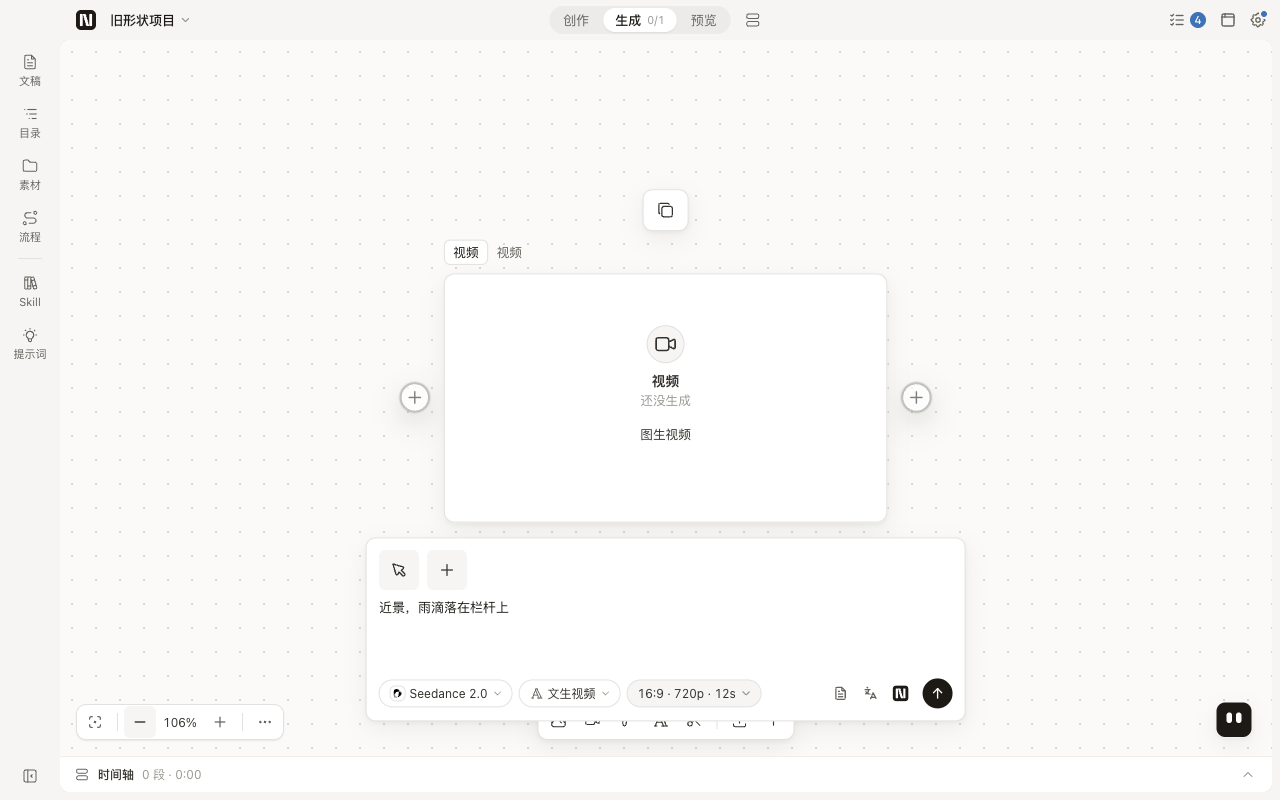 旧形状项目
创作
生成 0/1
预览
4
文稿
目录
素材
流程
Skill
提示词
视频 视频
视频
还没生成
图生视频
近景，雨滴落在栏杆上
Seedance 2.0
文生视频
16:9 · 720p · 12s
106%
时间轴 0 段 · 0:00